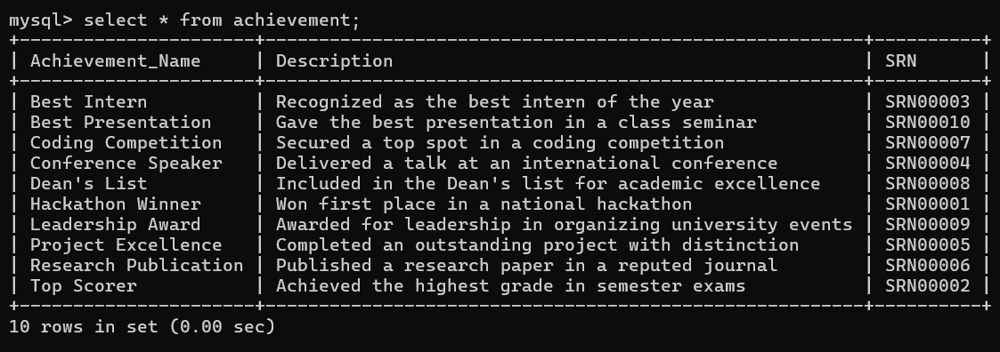 mysql> select * from achievement;
+----------------------+--------------------------------------------------------+----------+
| Achievement_Name     | Description                                            | SRN      |
+----------------------+--------------------------------------------------------+----------+
| Best Intern          | Recognized as the best intern of the year              | SRN00003 |
| Best Presentation    | Gave the best presentation in a class seminar          | SRN00010 |
| Coding Competition   | Secured a top spot in a coding competition             | SRN00007 |
| Conference Speaker   | Delivered a talk at an international conference        | SRN00004 |
| Dean's List          | Included in the Dean's list for academic excellence    | SRN00008 |
| Hackathon Winner     | Won first place in a national hackathon                | SRN00001 |
| Leadership Award     | Awarded for leadership in organizing university events | SRN00009 |
| Project Excellence   | Completed an outstanding project with distinction      | SRN00005 |
| Research Publication | Published a research paper in a reputed journal        | SRN00006 |
| Top Scorer           | Achieved the highest grade in semester exams           | SRN00002 |
+----------------------+--------------------------------------------------------+----------+
10 rows in set (0.00 sec)